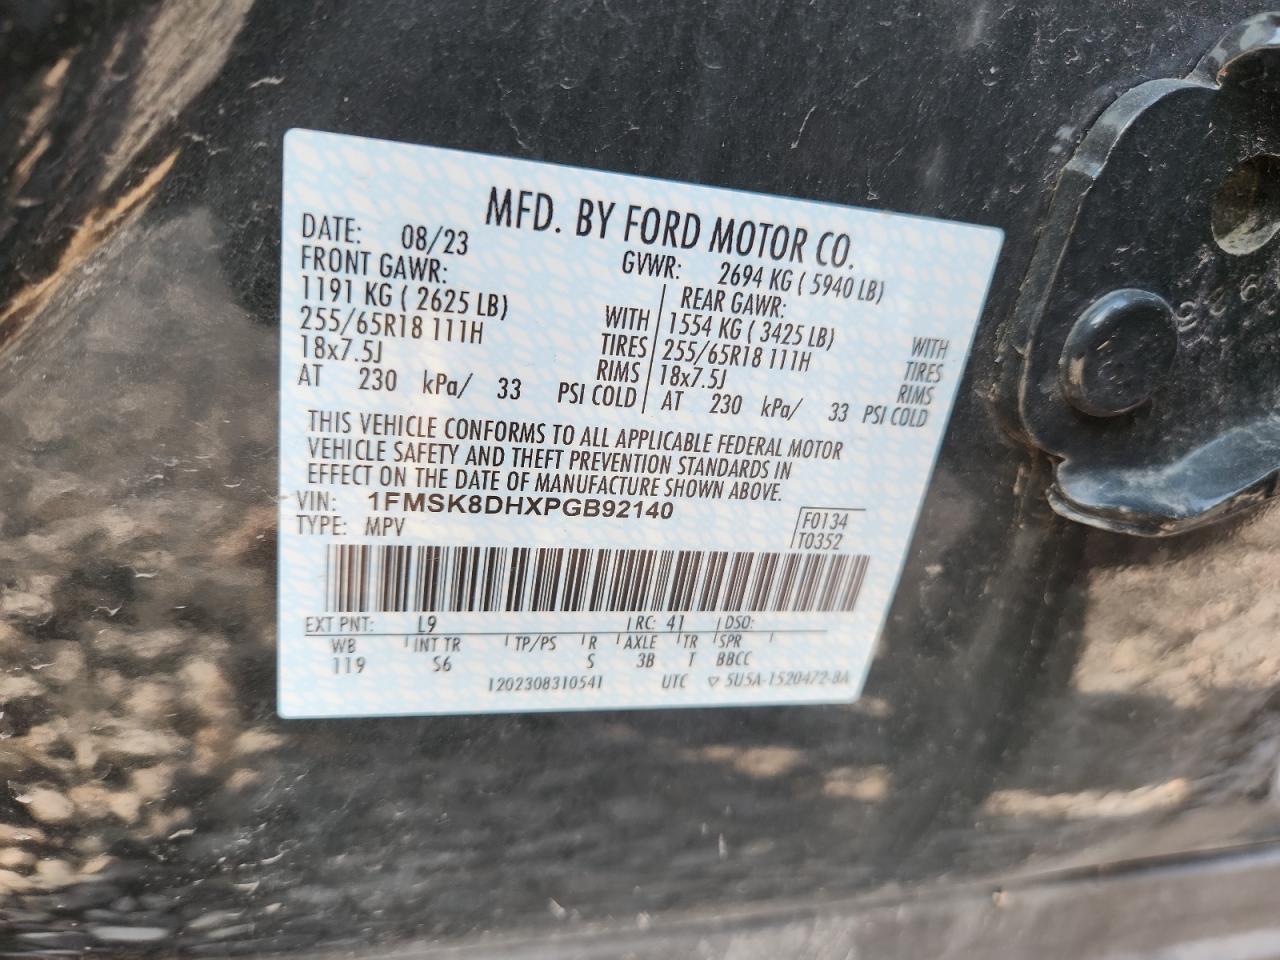 MFD. BY FORD MOTOR CO.
DATE: 08/23 GVWR: 2694 KG ( 5940 LB)
FRONT GAWR: REAR GAWR:
1191 KG ( 2625 LB) WITH 1554 KG ( 3425 LB) WITH
255/65R18 111H TIRES 255/65R18 111H TIRES
18x7.5J RIMS 18x7.5J RIMS
AT 230 kPa/ 33 PSI COLD AT 230 kPa/ 33 PSI COLD
THIS VEHICLE CONFORMS TO ALL APPLICABLE FEDERAL MOTOR
VEHICLE SAFETY AND THEFT PREVENTION STANDARDS IN
EFFECT ON THE DATE OF MANUFACTURE SHOWN ABOVE.
VIN: 1FMSK8DHXPGB92140 F0134
TYPE: MPV T0352
EXT PNT: L9 RC: 41 DSO:
WB INT TR TP/PS R AXLE TR SPR
119 S6 S 3B T BBCC
1202308310541 UTC ▽ 5U5A-1520472-BA